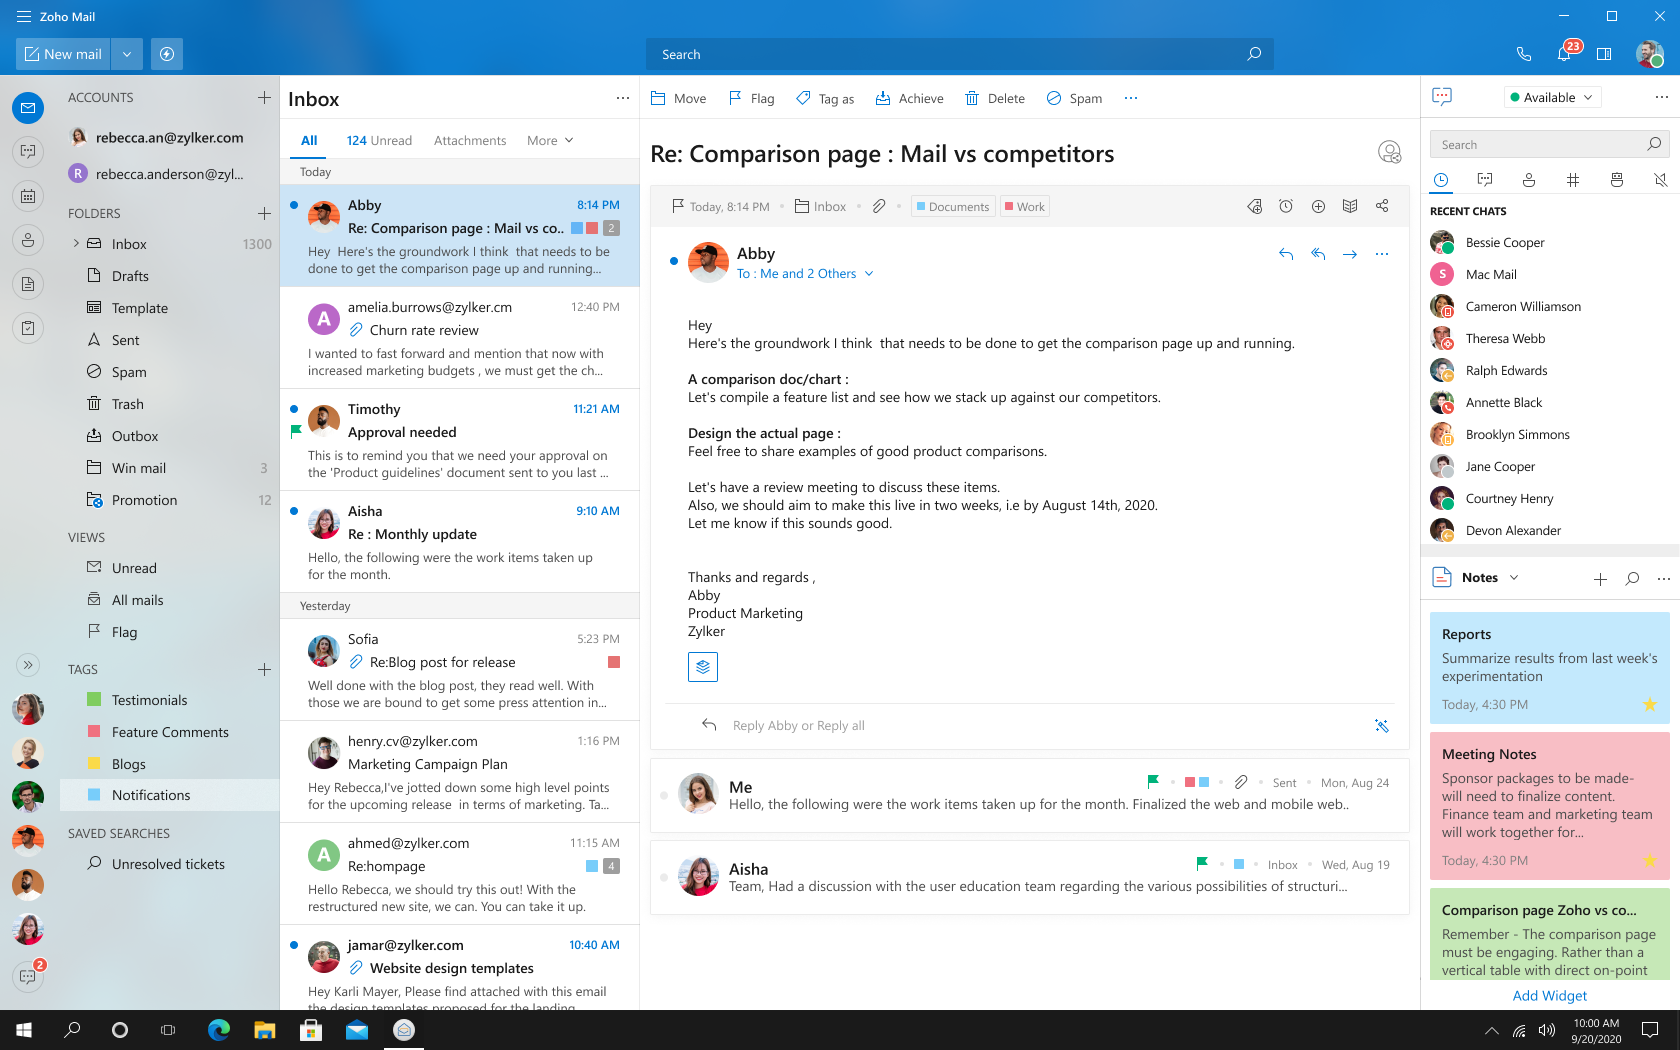 Zoho Mail
New mail
Search
23
ACCOUNTS
rebecca.an@zylker.com
R
rebecca.anderson@zyl...
FOLDERS
Inbox 1300
Drafts
Template
Sent
Spam
Trash
Outbox
Win mail 3
Promotion 12
VIEWS
Unread
All mails
Flag
TAGS
Testimonials
Feature Comments
Blogs
Notifications
SAVED SEARCHES
Unresolved tickets
2
Inbox
All 124 Unread Attachments More
Today
Abby 8:14 PM
Re: Comparison page : Mail vs co.. 2
Hey Here's the groundwork I think that needs to be
done to get the comparison page up and running...
A
amelia.burrows@zylker.cm 12:40 PM
Churn rate review
I wanted to fast forward and mention that now with
increased marketing budgets , we must get the ch...
Timothy 11:21 AM
Approval needed
This is to remind you that we need your approval on
the 'Product guidelines' document sent to you last ...
Aisha 9:10 AM
Re : Monthly update
Hello, the following were the work items taken up
for the month.
Yesterday
Sofia 5:23 PM
Re:Blog post for release
Well done with the blog post, they read well. With
those we are bound to get some press attention in...
henry.cv@zylker.com 1:16 PM
Marketing Campaign Plan
Hey Rebecca,I've jotted down some high level points
for the upcoming release in terms of marketing. Ta...
A
ahmed@zylker.com 11:15 AM
Re:hompage 4
Hello Rebecca, we should try this out! With the
restructured new site, we can. You can take it up.
jamar@zylker.com 10:40 AM
Website design templates
Hey Karli Mayer, Please find attached with this email
the design templates proposed for the landing
Move Flag Tag as Achieve Delete Spam
Re: Comparison page : Mail vs competitors
Today, 8:14 PM Inbox Documents Work
Abby
To : Me and 2 Others
Hey
Here's the groundwork I think that needs to be done to get the comparison page up and running.
A comparison doc/chart :
Let's compile a feature list and see how we stack up against our competitors.
Design the actual page :
Feel free to share examples of good product comparisons.
Let's have a review meeting to discuss these items.
Also, we should aim to make this live in two weeks, i.e by August 14th, 2020.
Let me know if this sounds good.
Thanks and regards ,
Abby
Product Marketing
Zylker
Reply Abby or Reply all
Me Sent Mon, Aug 24
Hello, the following were the work items taken up for the month. Finalized the web and mobile web..
Aisha Inbox Wed, Aug 19
Team, Had a discussion with the user education team regarding the various possibilities of structuri...
Available
Search
RECENT CHATS
Bessie Cooper
S
Mac Mail
Cameron Williamson
Theresa Webb
Ralph Edwards
Annette Black
Brooklyn Simmons
Jane Cooper
Courtney Henry
Devon Alexander
Notes
Reports
Summarize results from last week's
experimentation
Today, 4:30 PM
Meeting Notes
Sponsor packages to be made-
will need to finalize content.
Finance team and marketing team
will work together for...
Today, 4:30 PM
Comparison page Zoho vs co...
Remember - The comparison page
must be engaging. Rather than a
vertical table with direct on-point
Add Widget
10:00 AM
9/20/2020